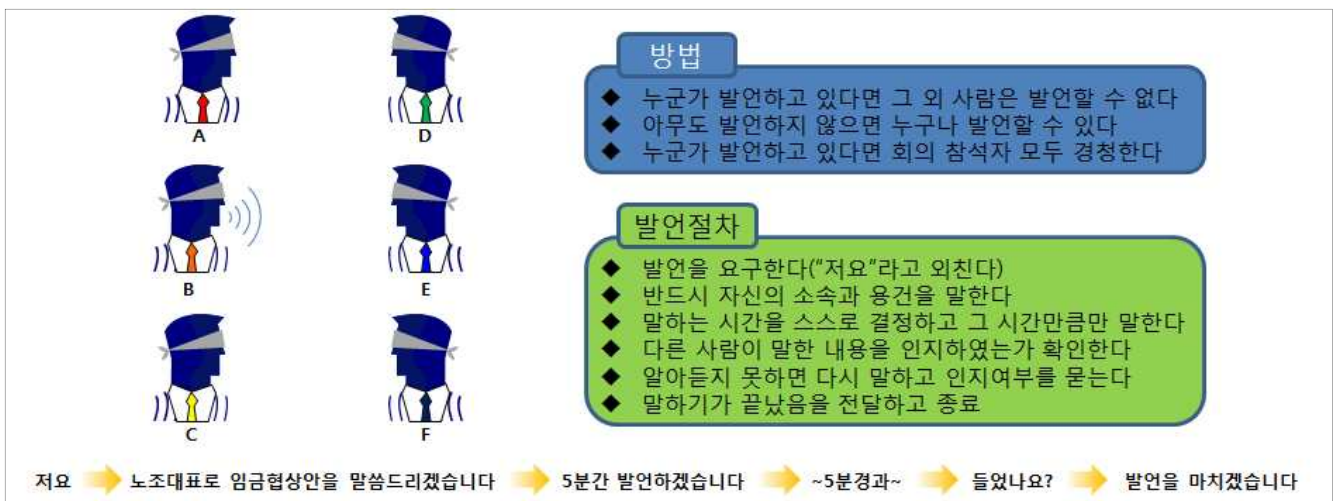 A
D
B
E
C
F
방법
◆ 누군가 발언하고 있다면 그 외 사람은 발언할 수 없다
◆ 아무도 발언하지 않으면 누구나 발언할 수 있다
◆ 누군가 발언하고 있다면 회의 참석자 모두 경청한다
발언절차
◆ 발언을 요구한다("저요"라고 외친다)
◆ 반드시 자신의 소속과 용건을 말한다
◆ 말하는 시간을 스스로 결정하고 그 시간만큼만 말한다
◆ 다른 사람이 말한 내용을 인지하였는가 확인한다
◆ 알아듣지 못하면 다시 말하고 인지여부를 묻는다
◆ 말하기가 끝났음을 전달하고 종료
저요 노조대표로 임금협상안을 말씀드리겠습니다 5분간 발언하겠습니다 ~5분경과~ 들었나요? 발언을 마치겠습니다